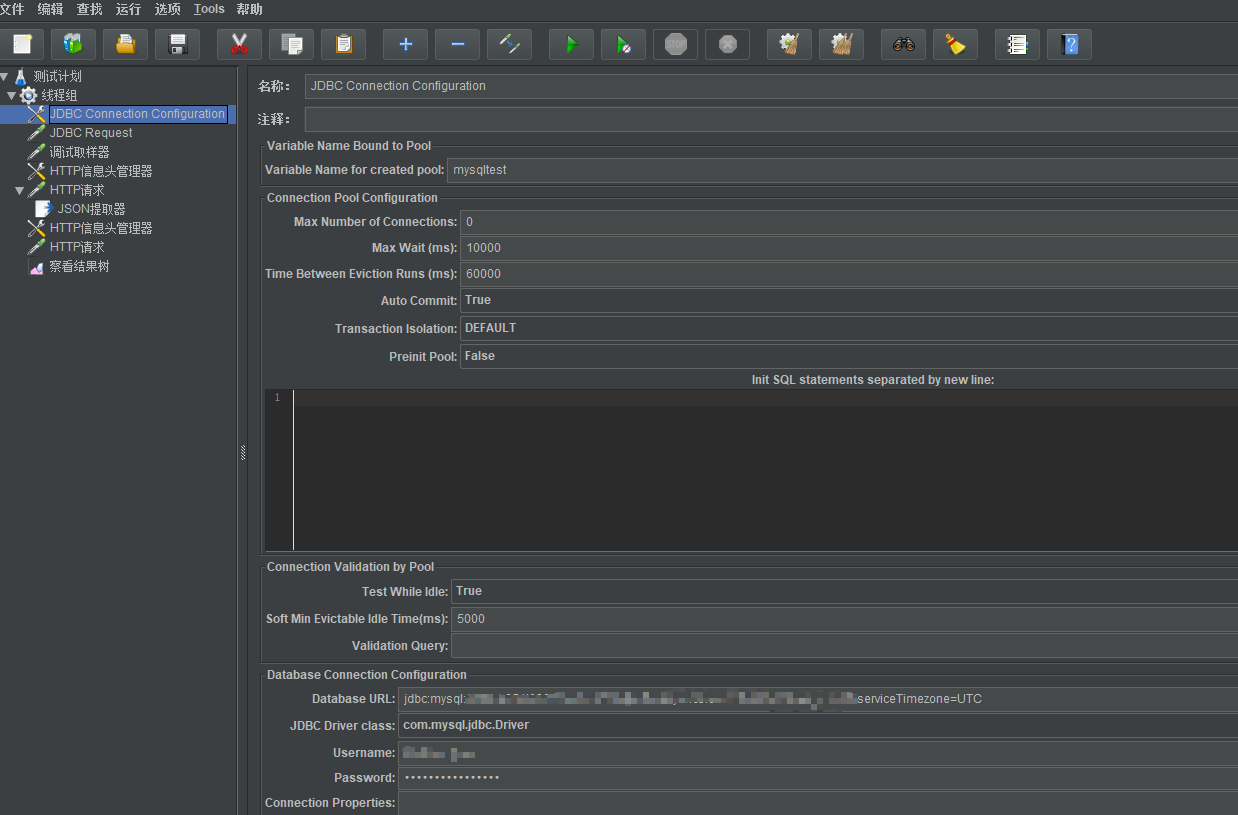 文件 编辑 查找 运行 选项 Tools 帮助
STOP
测试计划
线程组
JDBC Connection Configuration
JDBC Request
调试取样器
HTTP信息头管理器
HTTP请求
JSON提取器
HTTP信息头管理器
HTTP请求
察看结果树
名称: JDBC Connection Configuration
注释:
Variable Name Bound to Pool
Variable Name for created pool: mysqltest
Connection Pool Configuration
Max Number of Connections: 0
Max Wait (ms): 10000
Time Between Eviction Runs (ms): 60000
Auto Commit: True
Transaction Isolation: DEFAULT
Preinit Pool: False
Init SQL statements separated by new line:
1
Connection Validation by Pool
Test While Idle: True
Soft Min Evictable Idle Time(ms): 5000
Validation Query:
Database Connection Configuration
Database URL: jdbc:mysql: serviceTimezone=UTC
JDBC Driver class: com.mysql.jdbc.Driver
Username:
Password: ••••••••••••••••
Connection Properties: